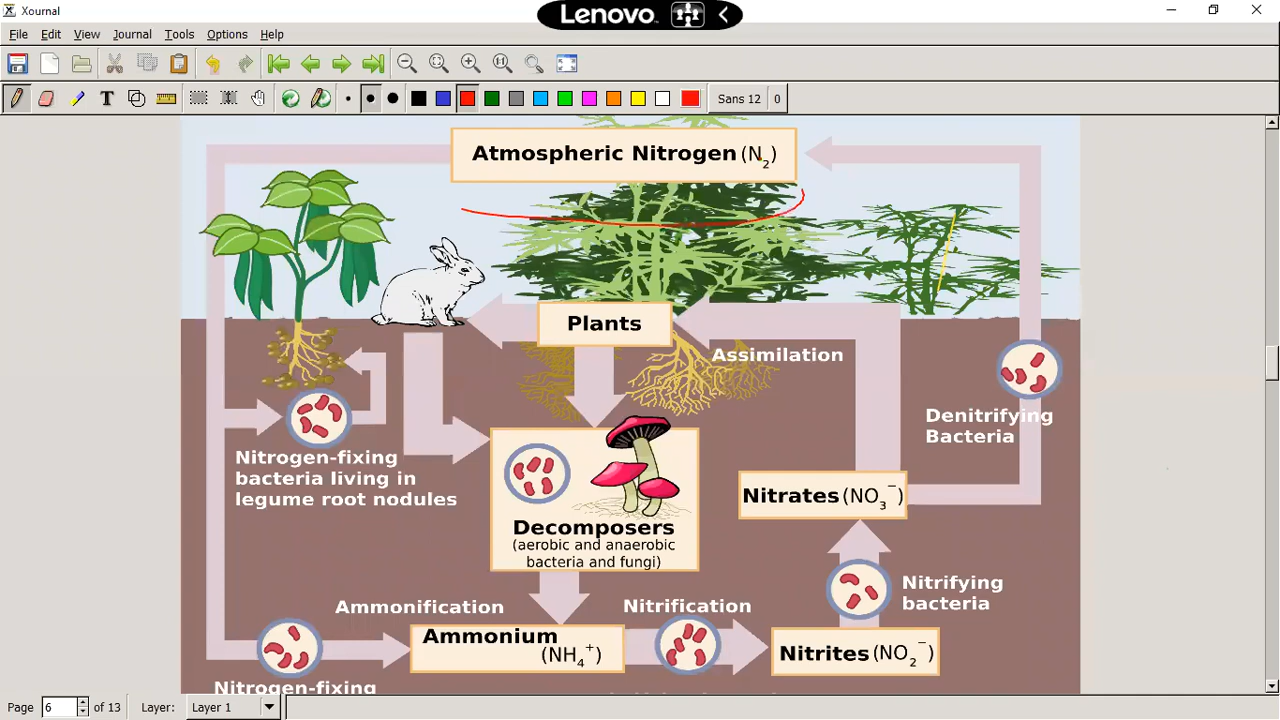 Xournal
Lenovo
File Edit View Journal Tools Options Help
T Sans 12 0
Atmospheric Nitrogen (N2)
Plants
Assimilation
Denitrifying
Bacteria
Nitrogen-fixing
bacteria living in
legume root nodules
Nitrates (NO3−)
Decomposers
(aerobic and anaerobic
bacteria and fungi)
Nitrifying
bacteria
Ammonification
Nitrification
Ammonium
(NH4+)
Nitrites (NO2−)
Nitrogen-fixing
Page 6 of 13 Layer: Layer 1